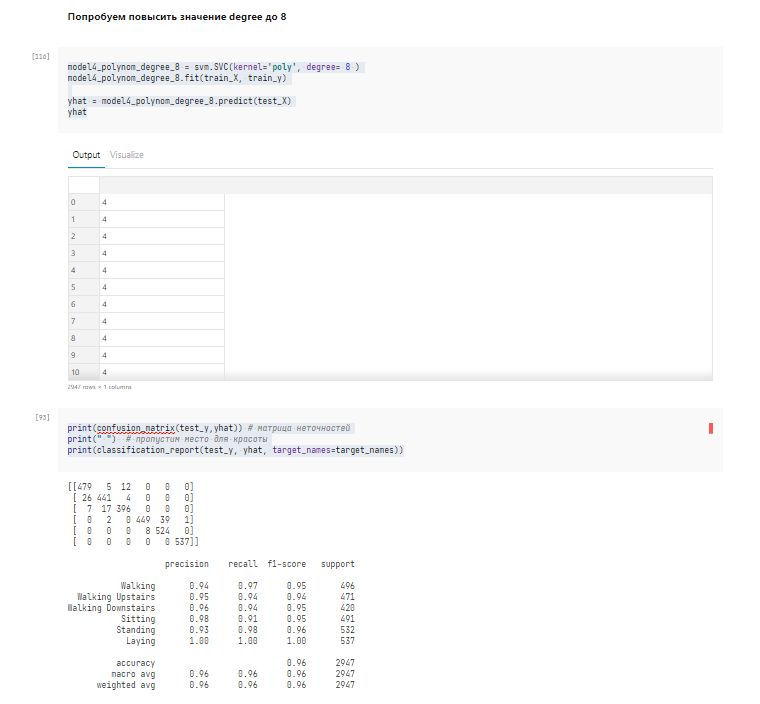 Попробуем повысить значение degree до 8
[116]
model4_polynom_degree_8 = svm.SVC(kernel='poly', degree= 8 )
model4_polynom_degree_8.fit(train_X, train_y)
yhat = model4_polynom_degree_8.predict(test_X)
yhat
Output Visualize
0 4
1 4
2 4
3 4
4 4
5 4
6 4
7 4
8 4
9 4
10 4
2947 rows × 1 columns
[93]
print(confusion_matrix(test_y,yhat)) # матрица неточностей
print(" ") # пропустим место для красоты
print(classification_report(test_y, yhat, target_names=target_names))
[[479 5 12 0 0 0]
[ 26 441 4 0 0 0]
[ 7 17 396 0 0 0]
[ 0 2 0 449 39 1]
[ 0 0 0 8 524 0]
[ 0 0 0 0 0 537]]
precision recall f1-score support
Walking 0.94 0.97 0.95 496
Walking Upstairs 0.95 0.94 0.94 471
Walking Downstairs 0.96 0.94 0.95 420
Sitting 0.98 0.91 0.95 491
Standing 0.93 0.98 0.96 532
Laying 1.00 1.00 1.00 537
accuracy 0.96 2947
macro avg 0.96 0.96 0.96 2947
weighted avg 0.96 0.96 0.96 2947